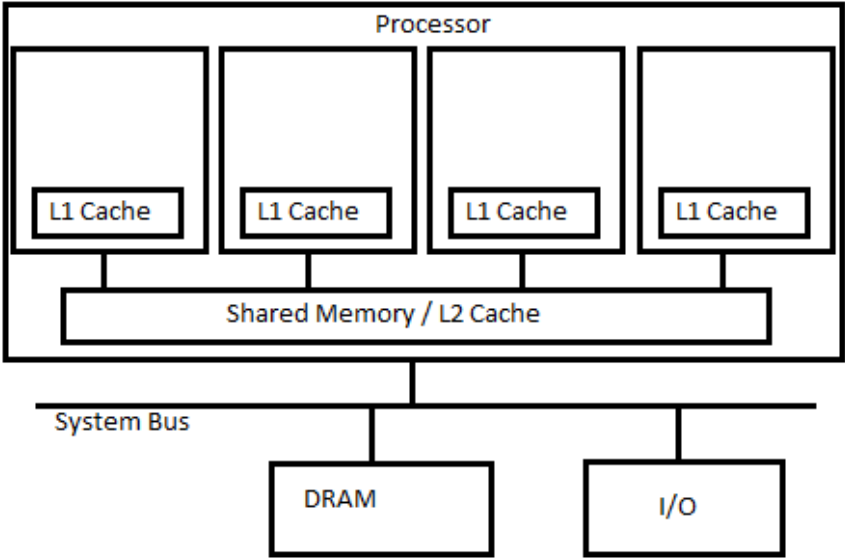 Processor
L1 Cache
L1 Cache
L1 Cache
L1 Cache
Shared Memory / L2 Cache
System Bus
DRAM
I/O